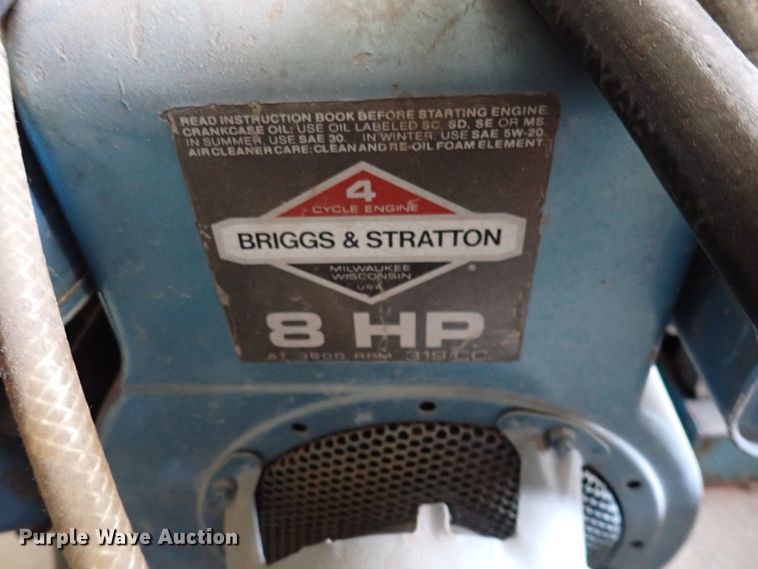 READ INSTRUCTION BOOK BEFORE STARTING ENGINE.
CRANKCASE OIL: USE OIL LABELED SC, SD, SE OR MS.
IN SUMMER, USE SAE 30. IN WINTER, USE SAE 5W-20.
AIR CLEANER CARE: CLEAN AND RE-OIL FOAM ELEMENT.
4
CYCLE ENGINE
BRIGGS & STRATTON
MILWAUKEE
WISCONSIN
USA
8 HP
AT 3600 RPM 319 CC
Purple Wave Auction